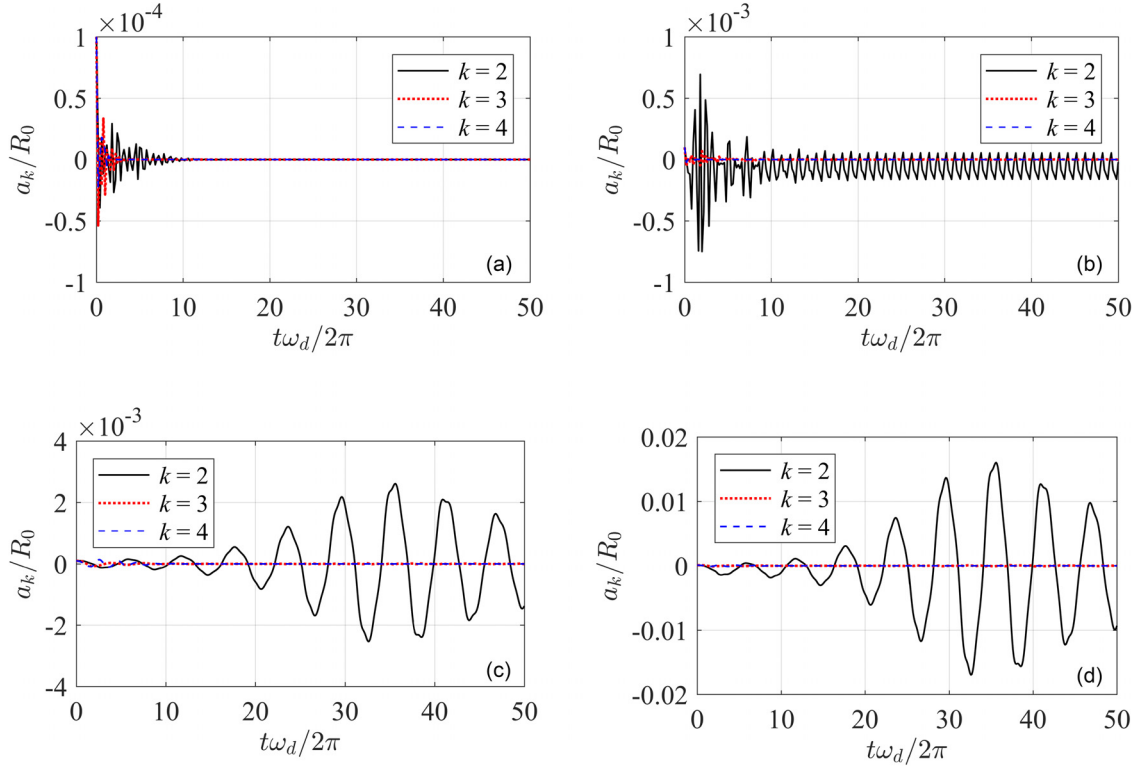 ×10⁻⁴
1
0.5
0
-0.5
-1
a_k/R_0
k = 2
k = 3
k = 4
(a)
0 10 20 30 40 50
tω_d/2π
×10⁻³
1
0.5
0
-0.5
-1
a_k/R_0
k = 2
k = 3
k = 4
(b)
0 10 20 30 40 50
tω_d/2π
×10⁻³
4
2
0
-2
-4
a_k/R_0
k = 2
k = 3
k = 4
(c)
0 10 20 30 40 50
tω_d/2π
0.02
0.01
0
-0.01
-0.02
a_k/R_0
k = 2
k = 3
k = 4
(d)
0 10 20 30 40 50
tω_d/2π